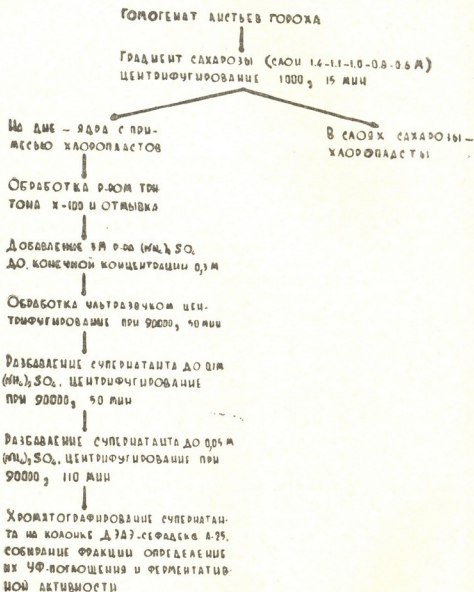 ГОМОГЕНАТ ЛИСТЬЕВ ГОРОХА
ГРАДИЕНТ САХАРОЗЫ (СЛОИ 1.4-1.1-1.0-0.8-0.6 М)
ЦЕНТРИФУГИРОВАНИЕ 1000g 15 МИН
НА ДНЕ – ЯДРА С ПРИ-
МЕСЬЮ ХЛОРОПЛАСТОВ
В СЛОЯХ САХАРОЗЫ –
ХЛОРОПЛАСТЫ
ОБРАБОТКА Р-РОМ ТРИ
ТОНА Х-100 И ОТМЫВКА
ДОБАВЛЕНИЕ 3М Р-РА (NH₄)₂SO₄
ДО КОНЕЧНОЙ КОНЦЕНТРАЦИИ 0,3М
ОБРАБОТКА УЛЬТРАЗВУКОМ ЦЕН-
ТРИФУГИРОВАНИЕ ПРИ 90000g 50 МИН
РАЗБАВЛЕНИЕ СУПЕРНАТАНТА ДО 0,1М
(NH₄)₂SO₄. ЦЕНТРИФУГИРОВАНИЕ
ПРИ 90000g 50 МИН
РАЗБАВЛЕНИЕ СУПЕРНАТАНТА ДО 0,05 М
(NH₄)₂SO₄. ЦЕНТРИФУГИРОВАНИЕ ПРИ
90000g 110 МИН
ХРОМАТОГРАФИРОВАНИЕ СУПЕРНАТАН-
ТА НА КОЛОНКЕ ДЭАЭ-СЕФАДЕКС А-25.
СОБИРАНИЕ ФРАКЦИИ ОПРЕДЕЛЕНИЕ
ИХ УФ-ПОГЛОЩЕНИЯ И ФЕРМЕНТАТИВ-
НОЙ АКТИВНОСТИ